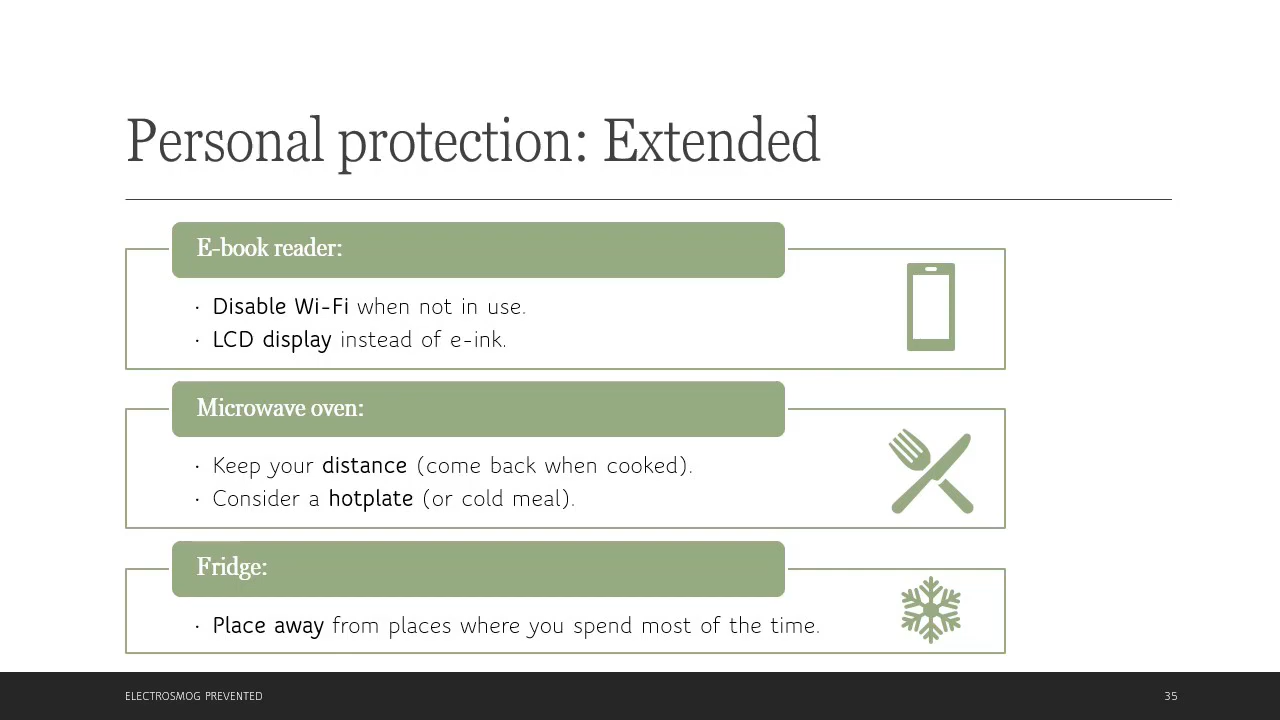 Personal protection: Extended
E-book reader:
· Disable Wi-Fi when not in use.
· LCD display instead of e-ink.
Microwave oven:
· Keep your distance (come back when cooked).
· Consider a hotplate (or cold meal).
Fridge:
· Place away from places where you spend most of the time.
ELECTROSMOG PREVENTED
35